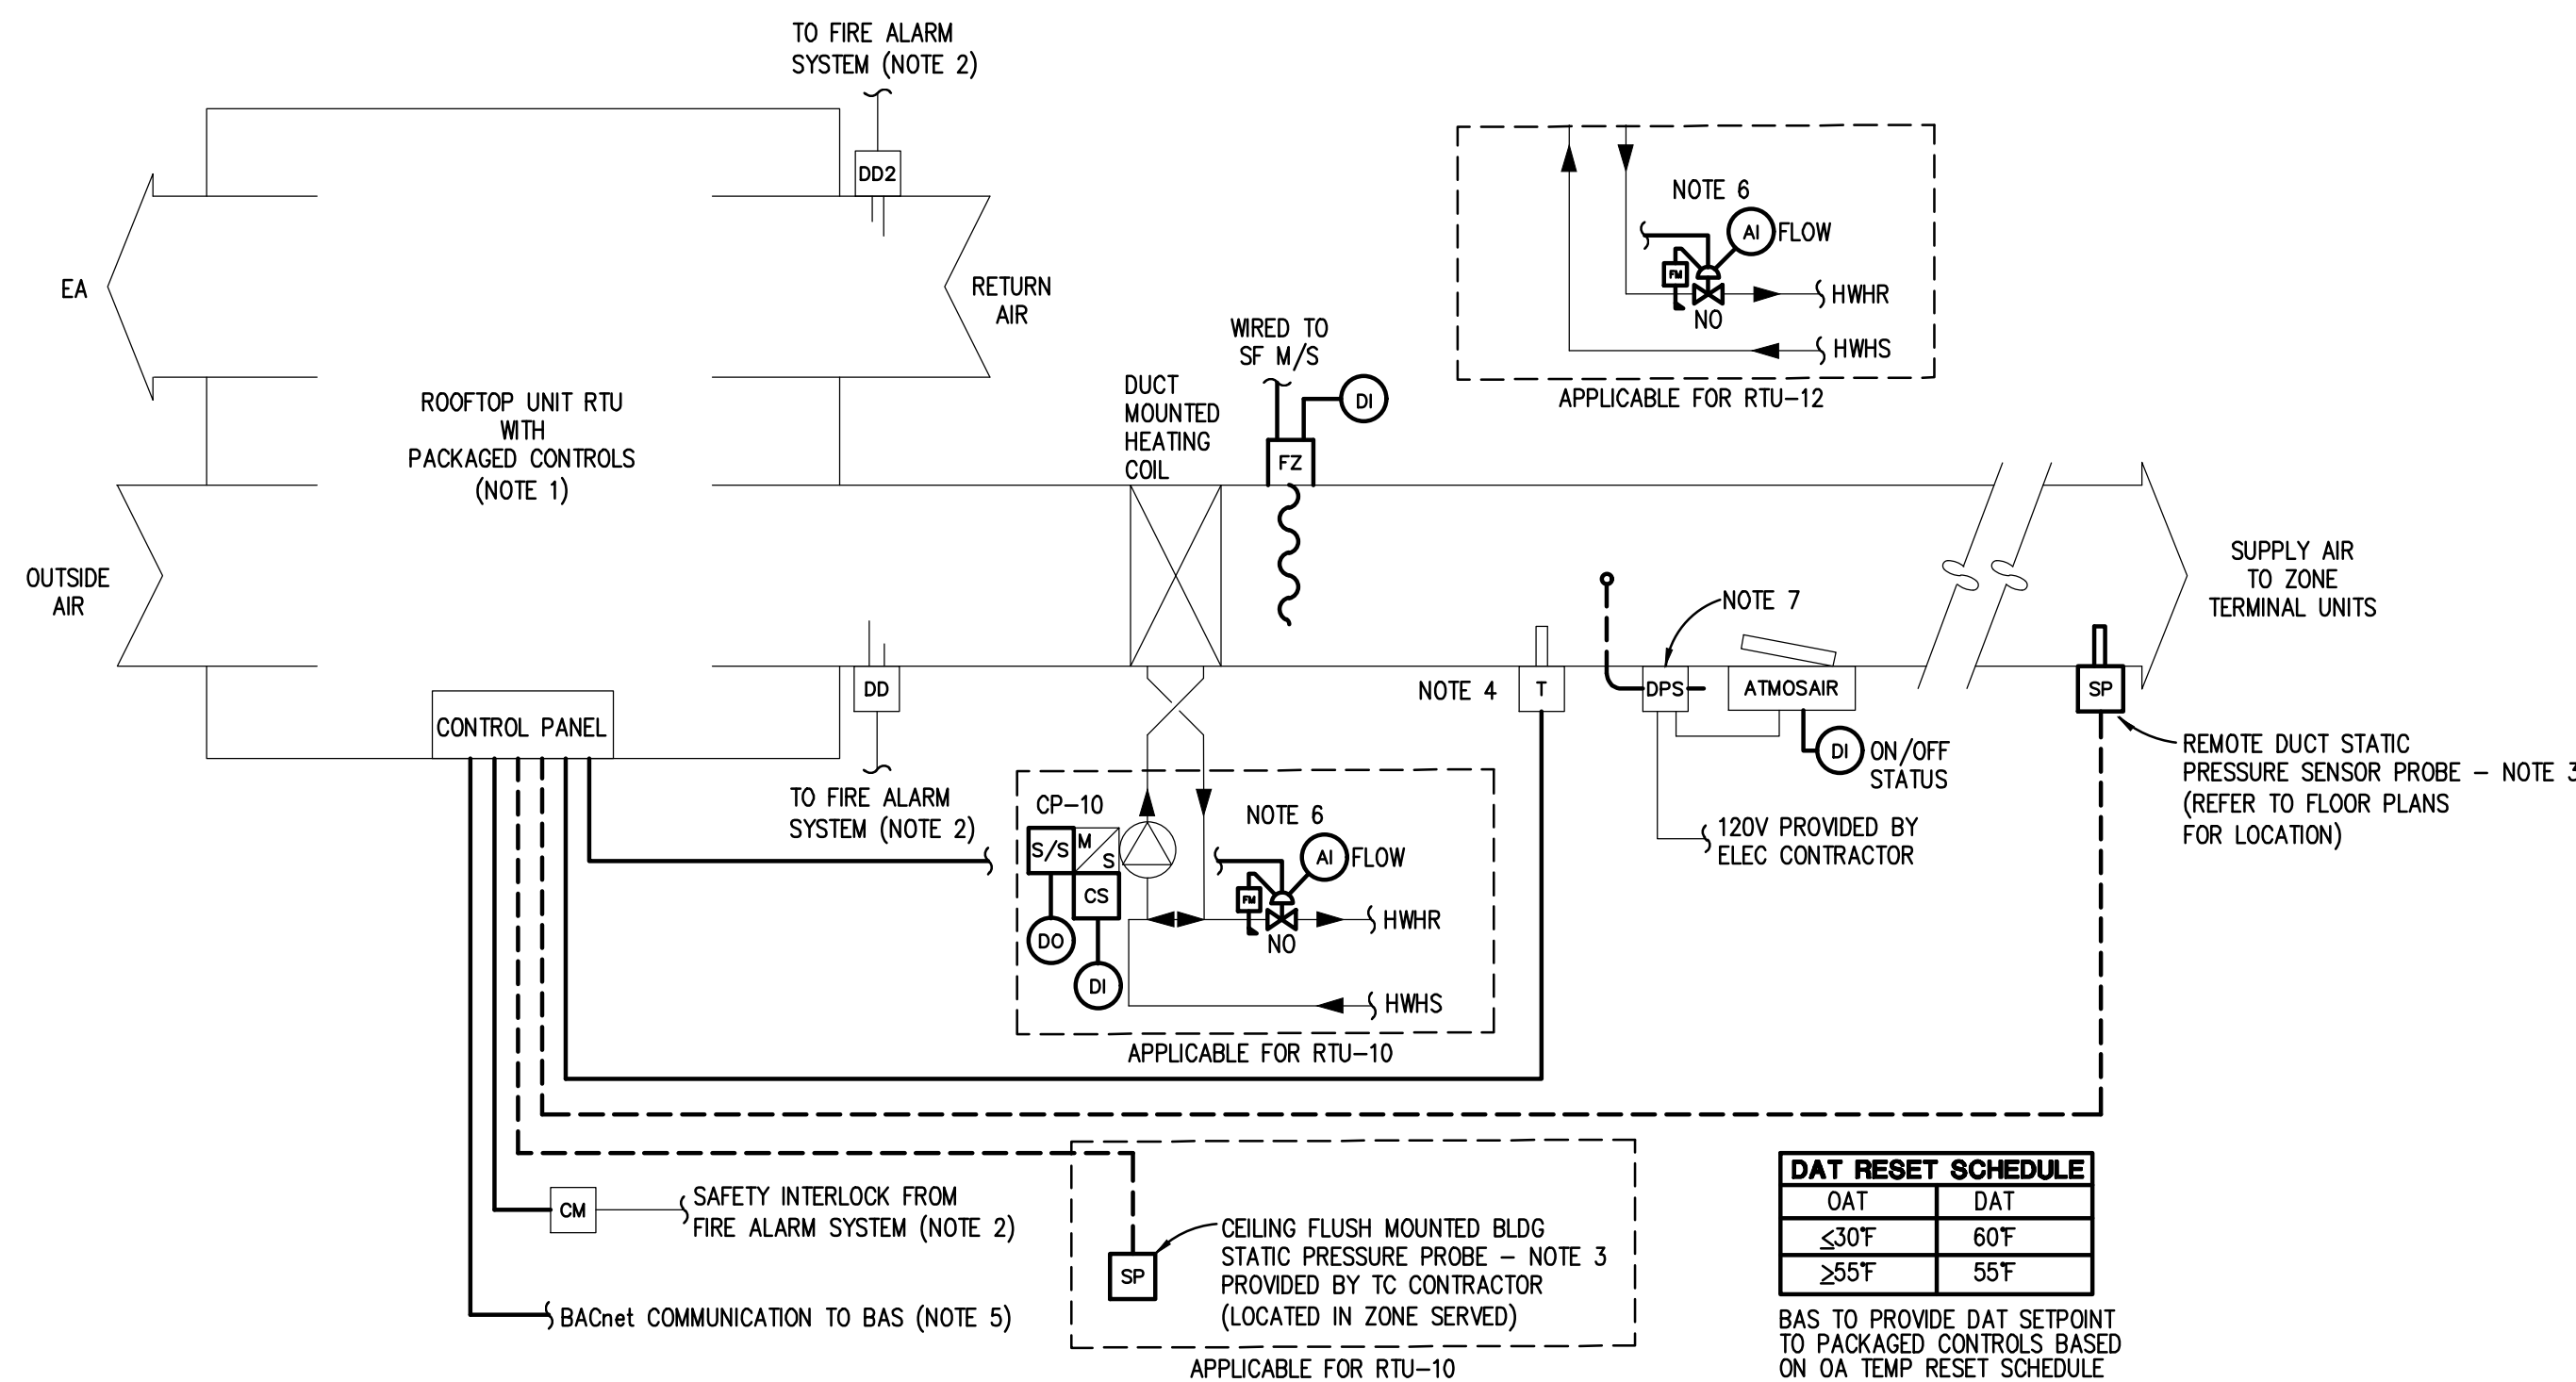 TO FIRE ALARM
SYSTEM (NOTE 2)
DD2
EA
RETURN
AIR
ROOFTOP UNIT RTU
WITH
PACKAGED CONTROLS
(NOTE 1)
OUTSIDE
AIR
CONTROL PANEL
DD
TO FIRE ALARM
SYSTEM (NOTE 2)
DUCT
MOUNTED
HEATING
COIL
WIRED TO
SF M/S
DI
FZ
NOTE 6
AI
FLOW
FM
NO
HWHR
HWHS
APPLICABLE FOR RTU-12
SUPPLY AIR
TO ZONE
TERMINAL UNITS
NOTE 7
NOTE 4
T
DPS
ATMOSAIR
SP
DI
ON/OFF
STATUS
120V PROVIDED BY
ELEC CONTRACTOR
REMOTE DUCT STATIC
PRESSURE SENSOR PROBE - NOTE 3
(REFER TO FLOOR PLANS
FOR LOCATION)
CP-10
S/S
M
S
CS
DO
DI
NOTE 6
AI
FLOW
FM
NO
HWHR
HWHS
APPLICABLE FOR RTU-10
CM
SAFETY INTERLOCK FROM
FIRE ALARM SYSTEM (NOTE 2)
BACnet COMMUNICATION TO BAS (NOTE 5)
SP
CEILING FLUSH MOUNTED BLDG
STATIC PRESSURE PROBE - NOTE 3
PROVIDED BY TC CONTRACTOR
(LOCATED IN ZONE SERVED)
APPLICABLE FOR RTU-10
DAT RESET SCHEDULE
OAT DAT
≤30°F 60°F
≥55°F 55°F
BAS TO PROVIDE DAT SETPOINT
TO PACKAGED CONTROLS BASED
ON OA TEMP RESET SCHEDULE